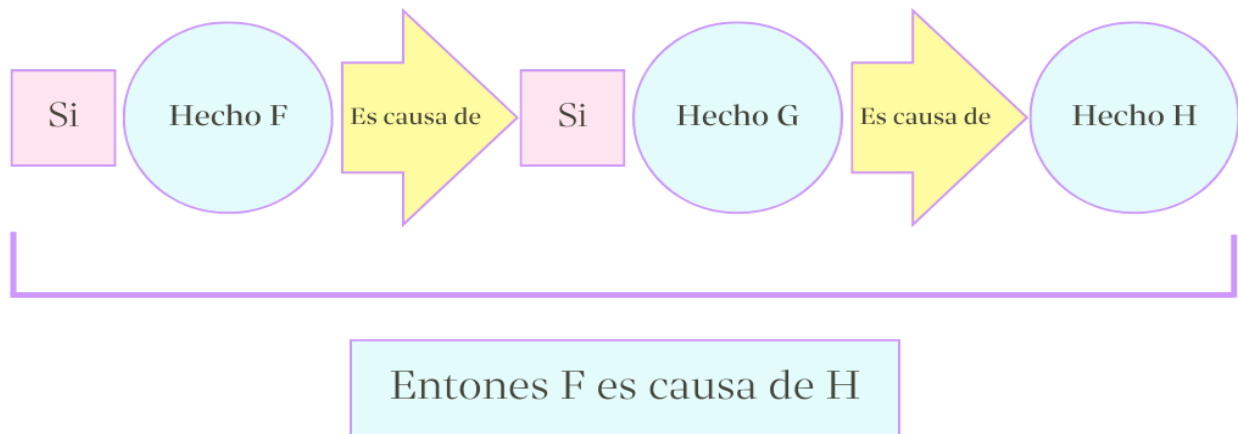 Si
Hecho F
Es causa de
Si
Hecho G
Es causa de
Hecho H
Entones F es causa de H